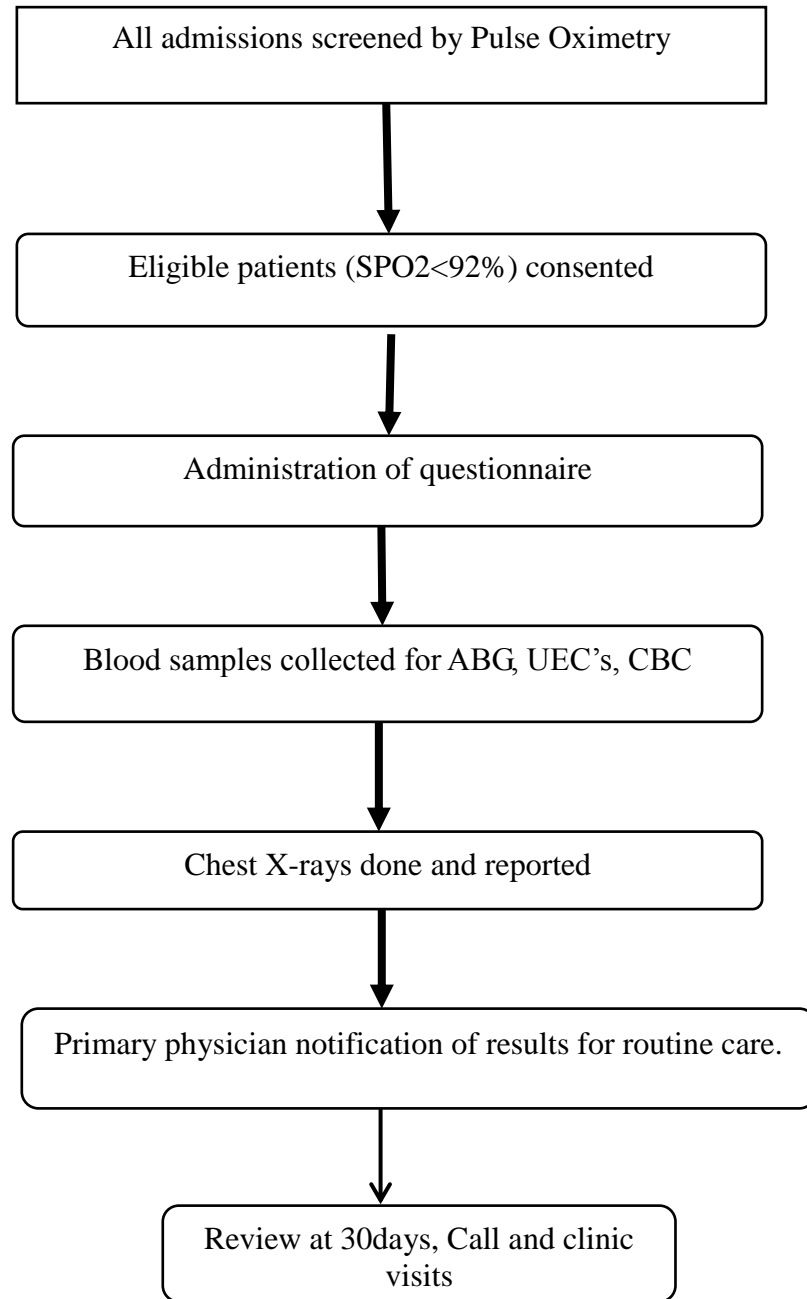 All admissions screened by Pulse Oximetry
Eligible patients (SPO2<92%) consented
Administration of questionnaire
Blood samples collected for ABG, UEC’s, CBC
Chest X-rays done and reported
Primary physician notification of results for routine care.
Review at 30days, Call and clinic
visits